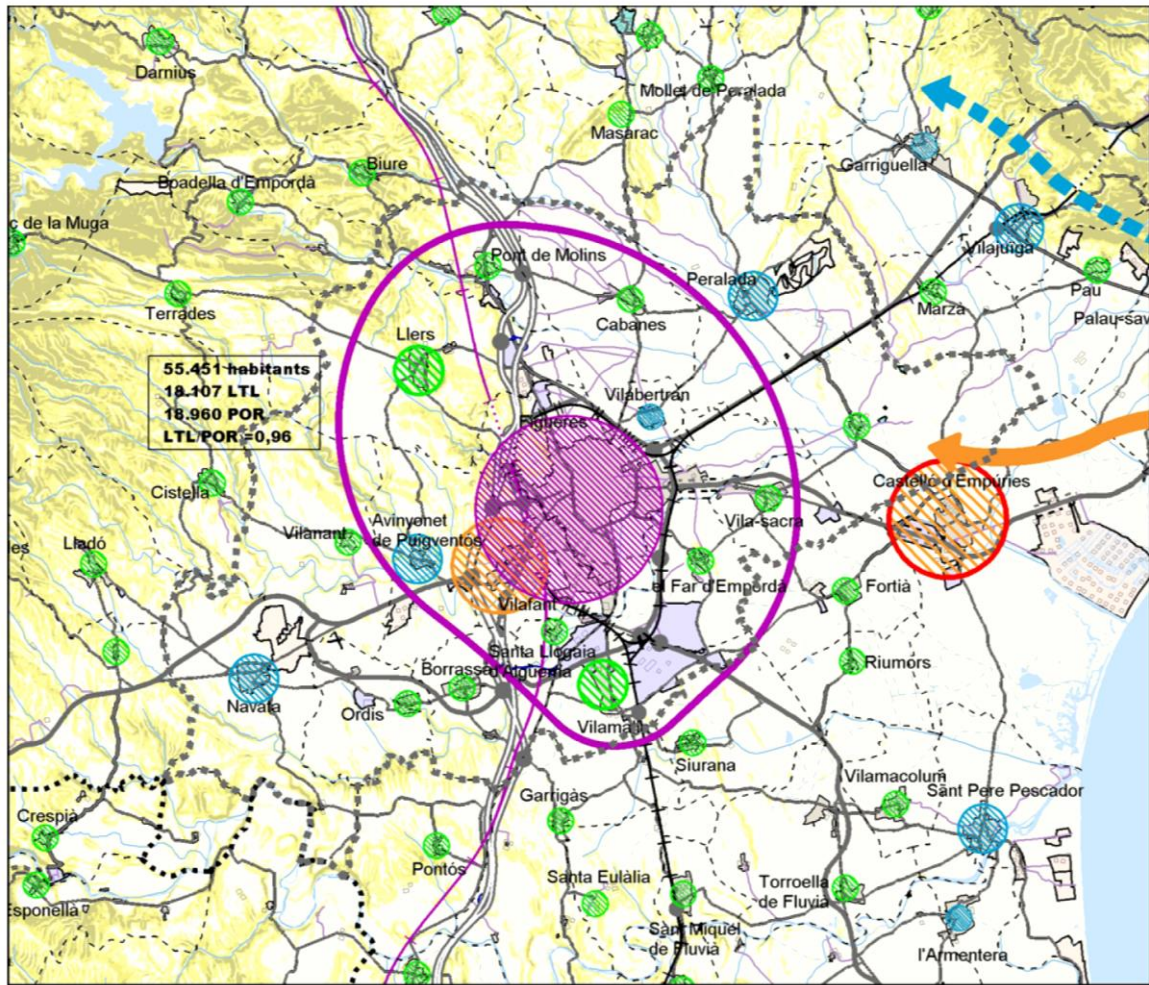 Darnius
Mollet de Peralada
Masarac
Garriguella
Biure
Boadella d'Empordà
c de la Muga
Vilajuïga
Pont de Molins
Peralada
Pau
Terrades
Cabanes
Marzà
Palau-sav
Llers
55.451 habitants
18.107 LTL
18.960 POR
LTL/POR =0,96
Vilabertran
Figueres
Castelló d'Empúries
Cistella
Vila-sacra
Vilanant
Avinyonet
de Puigventós
es
Lladó
el Far d'Empordà
Fortià
Vilafant
Santa Llogaia
d'Àlguema
Borrassà
Riumors
Navata
Ordis
Vilamal
Siurana
Vilamacolum
Sant Pere Pescador
Garrigàs
Crespià
Pontós
Santa Eulàlia
Torroella
de Fluvià
Esponellà
Sant Miquel
de Fluvià
l'Armentera